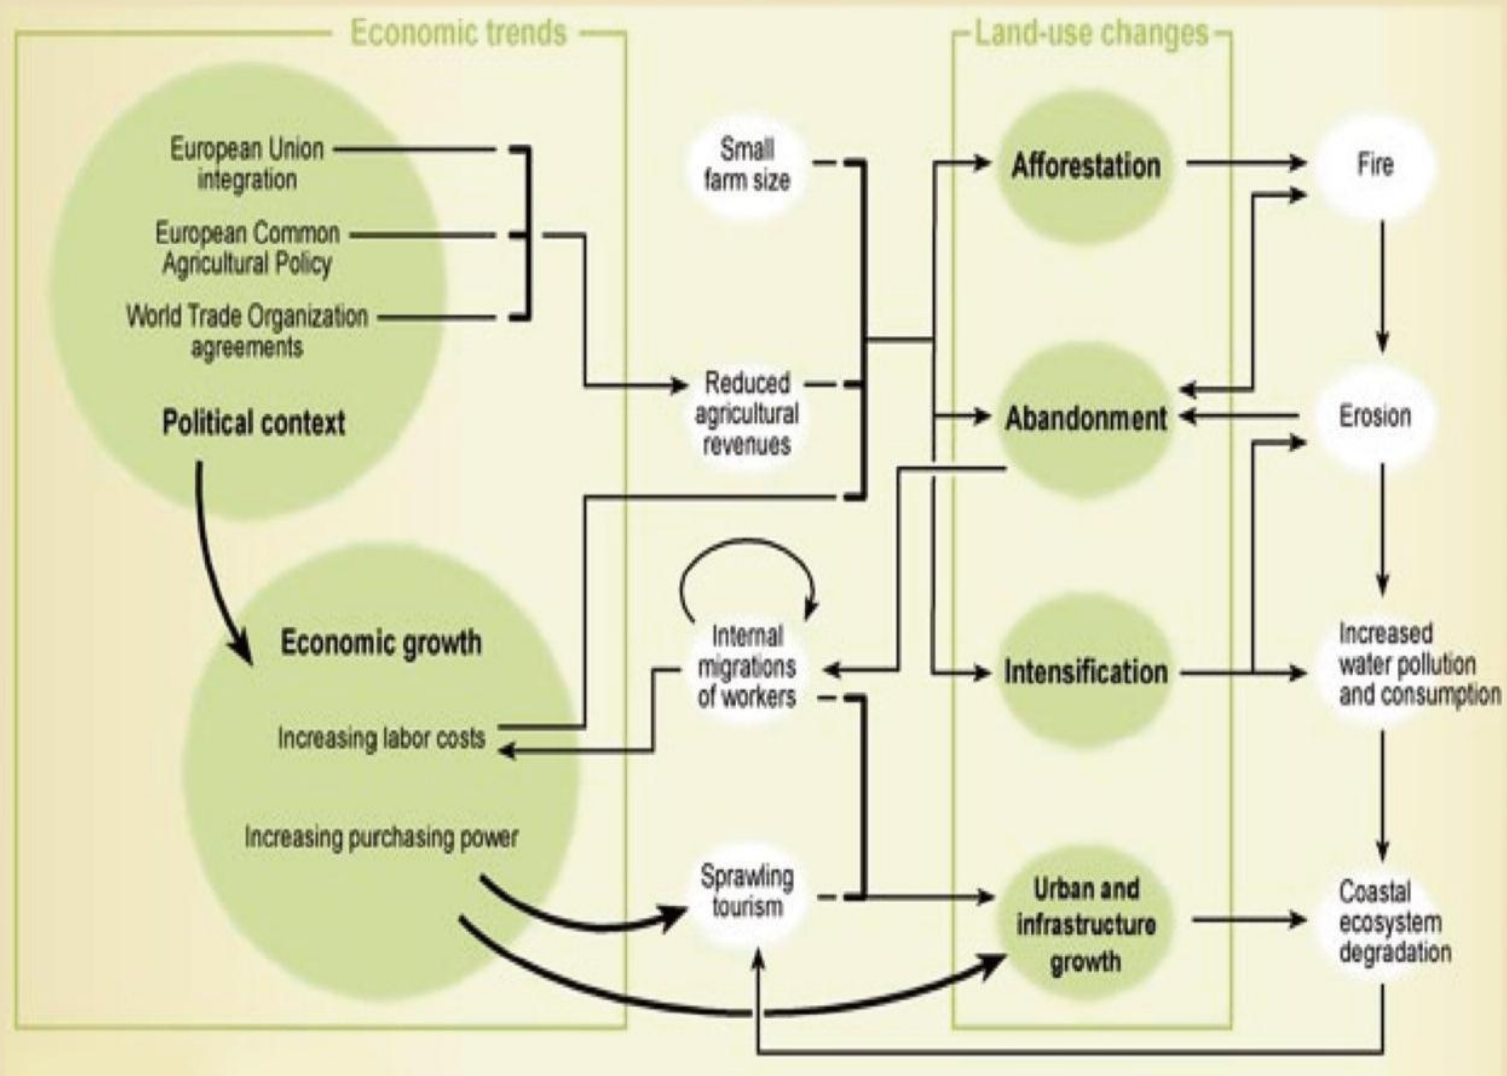 Economic trends
Land-use changes
European Union
integration
European Common
Agricultural Policy
World Trade Organization
agreements
Political context
Economic growth
Increasing labor costs
Increasing purchasing power
Small
farm size
Reduced
agricultural
revenues
Internal
migrations
of workers
Sprawling
tourism
Afforestation
Abandonment
Intensification
Urban and
infrastructure
growth
Fire
Erosion
Increased
water pollution
and consumption
Coastal
ecosystem
degradation